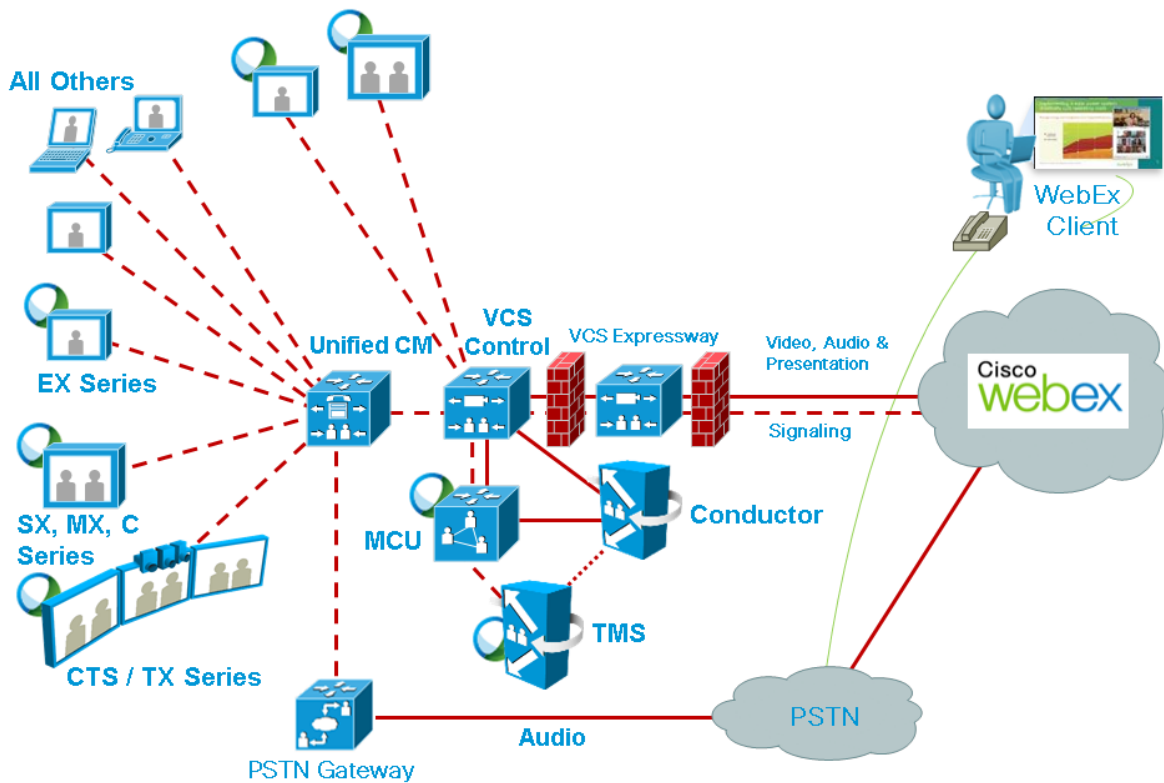 All Others
WebEx
Client
EX Series
Unified CM
VCS
Control
VCS Expressway
Video, Audio &
Presentation
Signaling
Cisco
webex
SX, MX, C
Series
MCU
Conductor
TMS
CTS / TX Series
PSTN Gateway
Audio
PSTN